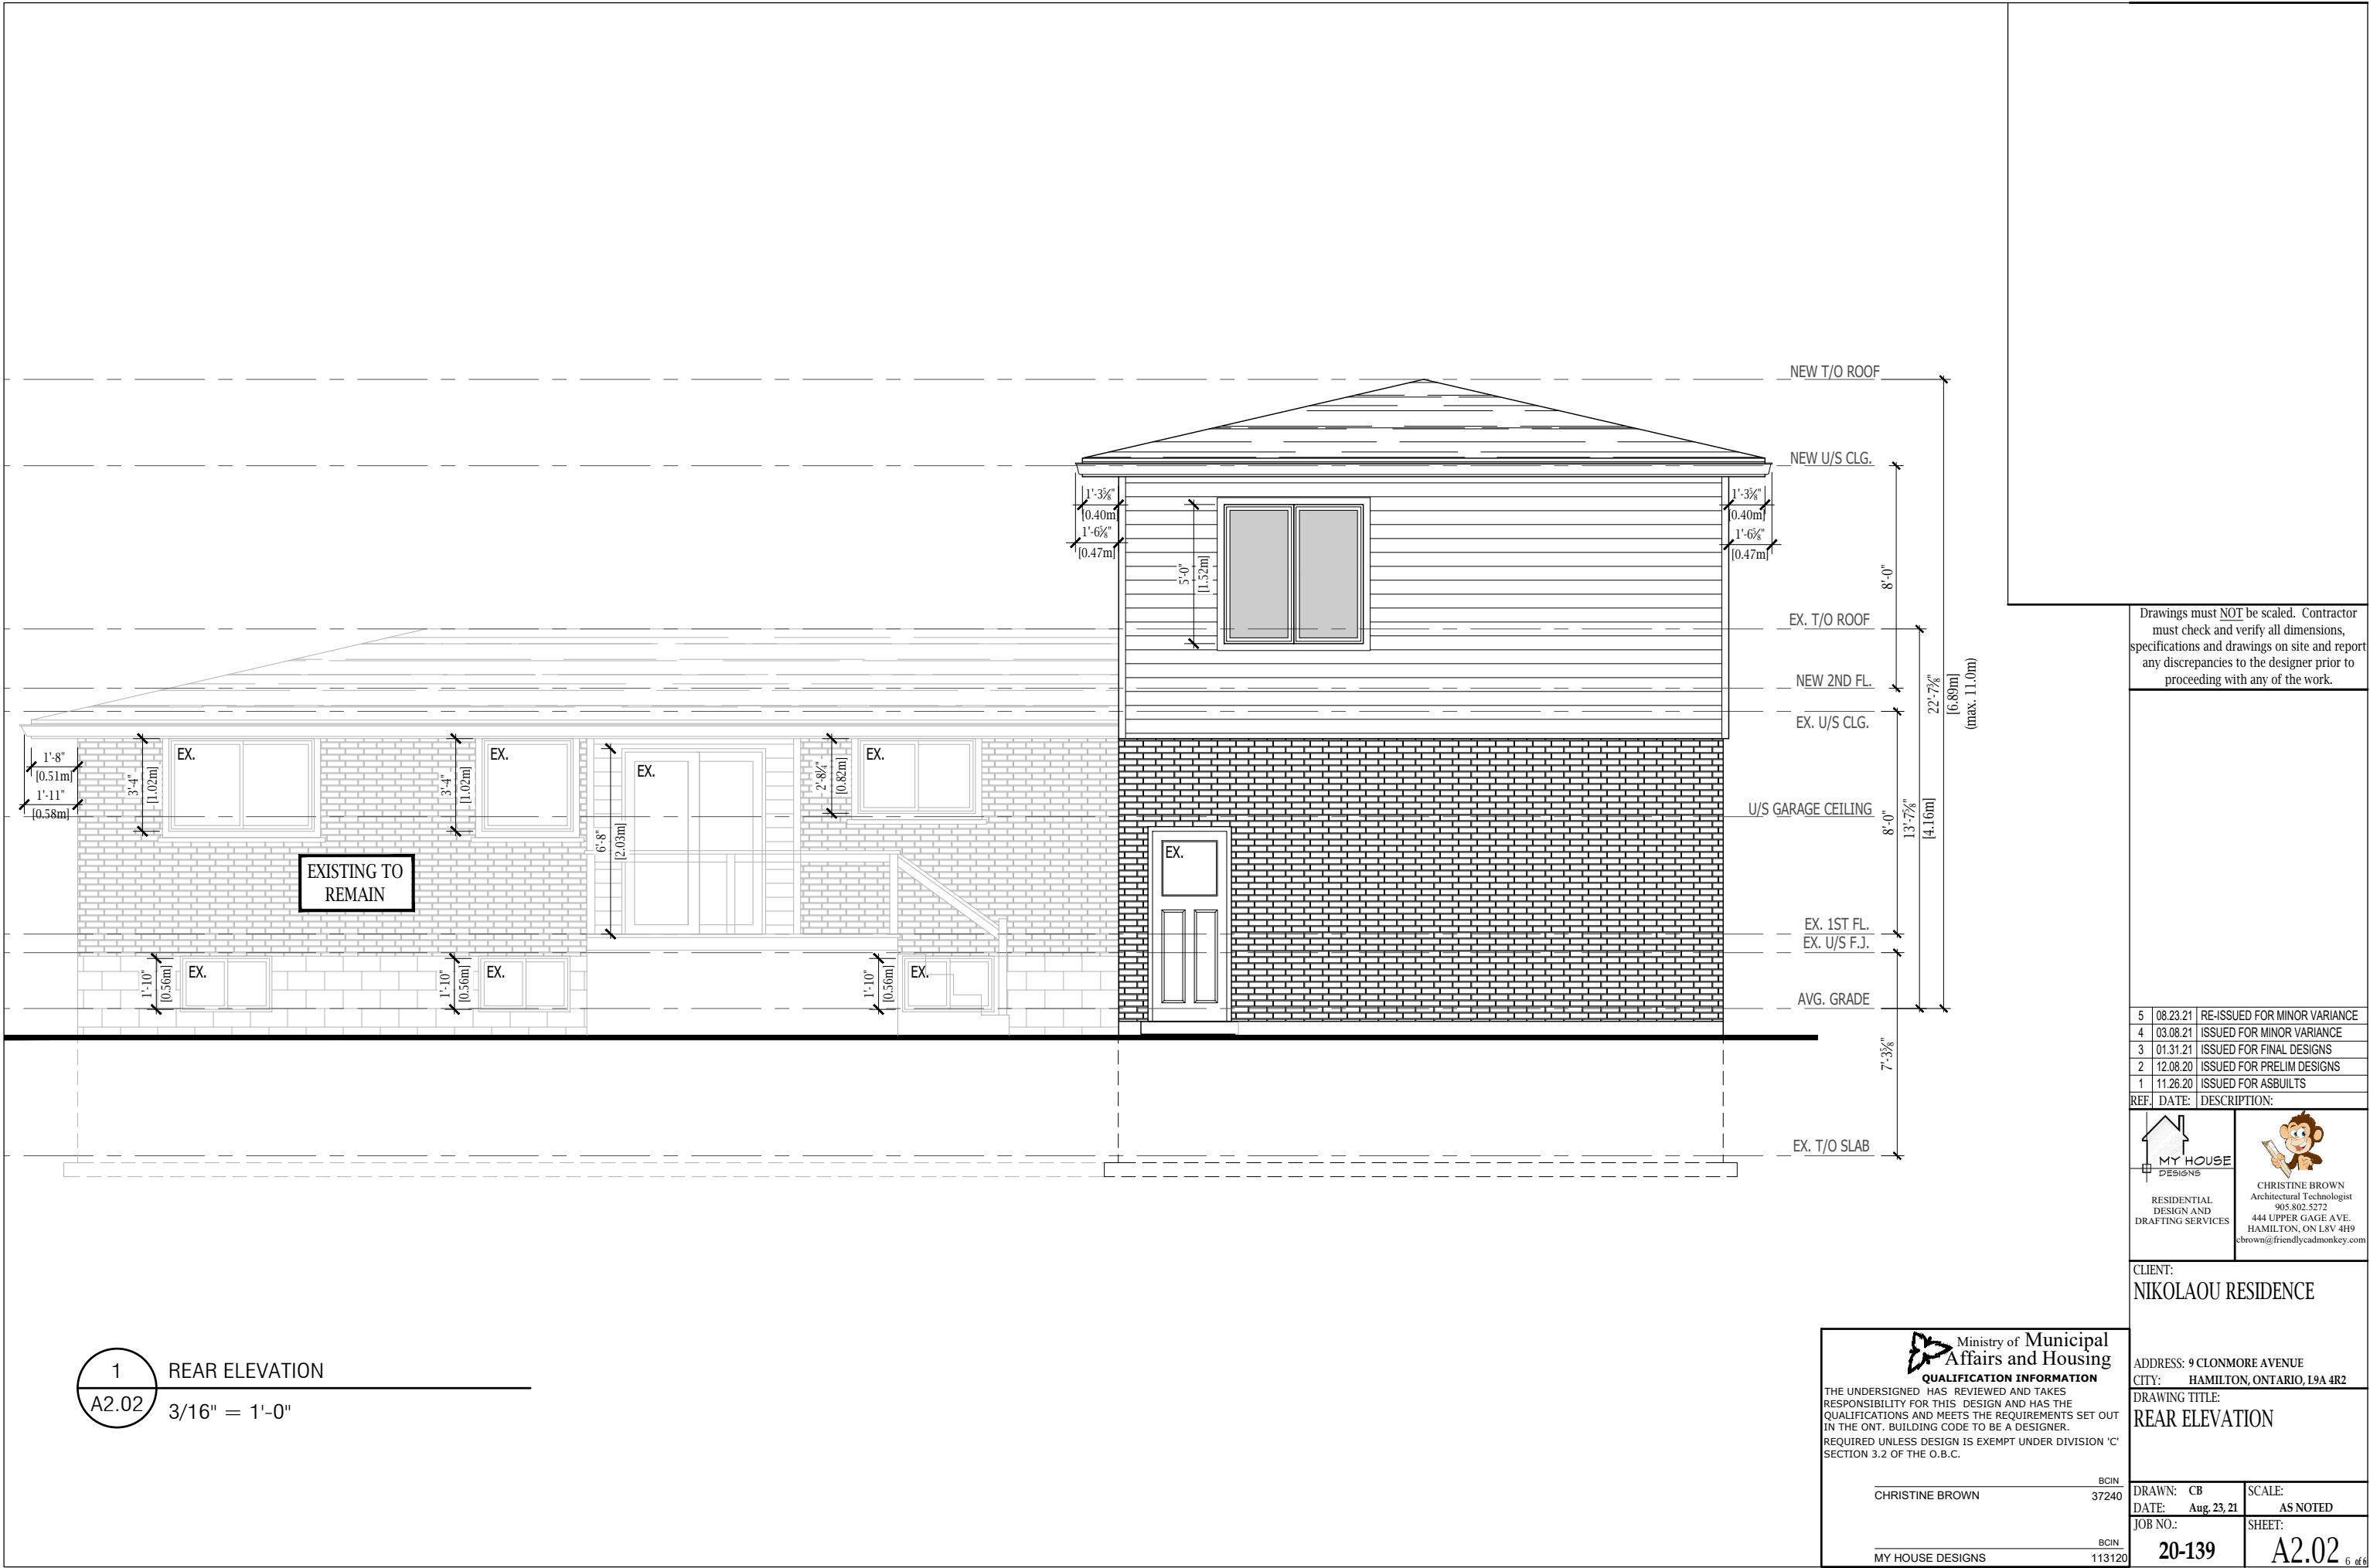 NEW T/O ROOF
NEW U/S CLG.
1'-3⅝"
[0.40m]
1'-6⅝"
[0.47m]
1'-3⅝"
[0.40m]
1'-6⅝"
[0.47m]
5'-0"
[1.52m]
8'-0"
EX. T/O ROOF
NEW 2ND FL.
EX. U/S CLG.
22'-7⅜"
[6.89m]
(max. 11.0m)
EX.
EX.
EX.
EX.
1'-8"
[0.51m]
1'-11"
[0.58m]
3'-4"
[1.02m]
3'-4"
[1.02m]
6'-8"
[2.03m]
2'-8¼"
[0.82m]
U/S GARAGE CEILING
8'-0"
13'-7⅞"
[4.16m]
EX.
EXISTING TO
REMAIN
EX. 1ST FL.
EX. U/S F.J.
EX.
EX.
EX.
1'-10"
[0.56m]
1'-10"
[0.56m]
1'-10"
[0.56m]
AVG. GRADE
7'-3⅝"
EX. T/O SLAB
1
A2.02
REAR ELEVATION
3/16" = 1'-0"
Drawings must NOT be scaled. Contractor
must check and verify all dimensions,
specifications and drawings on site and report
any discrepancies to the designer prior to
proceeding with any of the work.
5 08.23.21 RE-ISSUED FOR MINOR VARIANCE
4 03.08.21 ISSUED FOR MINOR VARIANCE
3 01.31.21 ISSUED FOR FINAL DESIGNS
2 12.08.20 ISSUED FOR PRELIM DESIGNS
1 11.26.20 ISSUED FOR ASBUILTS
REF. DATE: DESCRIPTION:
MY HOUSE
DESIGNS
RESIDENTIAL
DESIGN AND
DRAFTING SERVICES
CHRISTINE BROWN
Architectural Technologist
905.802.5272
444 UPPER GAGE AVE.
HAMILTON, ON L8V 4H9
cbrown@friendlycadmonkey.com
CLIENT:
NIKOLAOU RESIDENCE
ADDRESS: 9 CLONMORE AVENUE
CITY: HAMILTON, ONTARIO, L9A 4R2
DRAWING TITLE:
REAR ELEVATION
DRAWN: CB
DATE: Aug. 23, 21
SCALE:
AS NOTED
JOB NO.:
20-139
SHEET:
A2.02 6 of 6
Ministry of Municipal
Affairs and Housing
QUALIFICATION INFORMATION
THE UNDERSIGNED HAS REVIEWED AND TAKES
RESPONSIBILITY FOR THIS DESIGN AND HAS THE
QUALIFICATIONS AND MEETS THE REQUIREMENTS SET OUT
IN THE ONT. BUILDING CODE TO BE A DESIGNER.
REQUIRED UNLESS DESIGN IS EXEMPT UNDER DIVISION 'C'
SECTION 3.2 OF THE O.B.C.
BCIN
CHRISTINE BROWN 37240
BCIN
MY HOUSE DESIGNS 113120